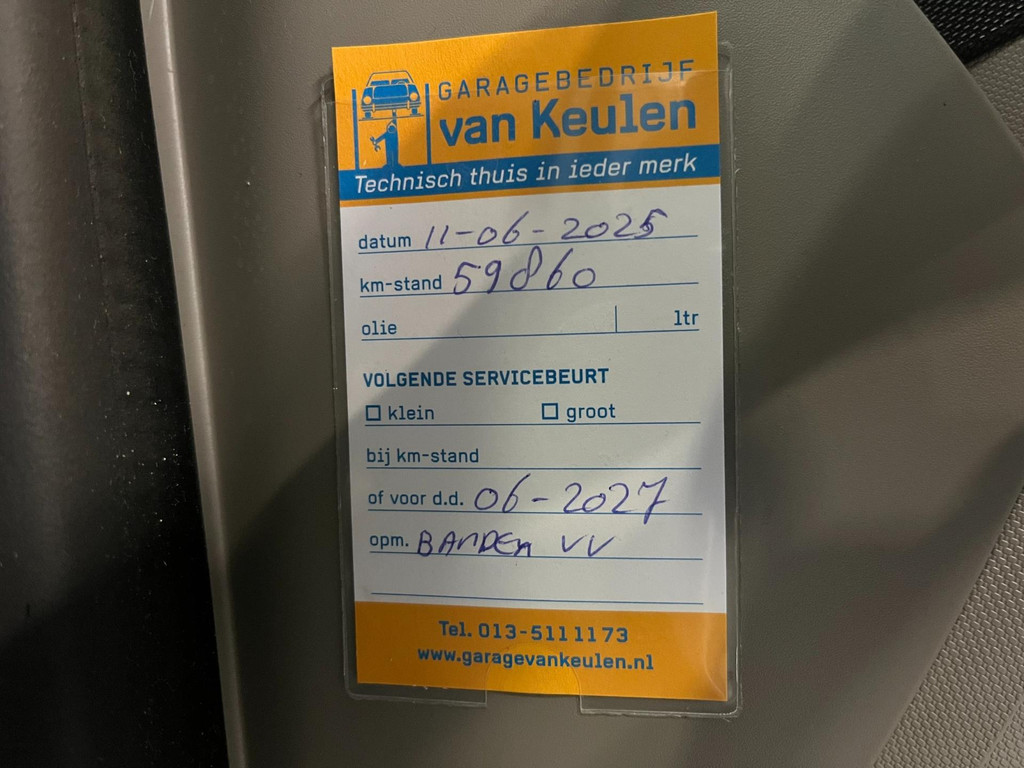 GARAGEBEDRIJF
van Keulen
Technisch thuis in ieder merk
datum 11-06-2025
km-stand 59860
olie ltr
VOLGENDE SERVICEBEURT
klein groot
bij km-stand
of voor d.d. 06-2027
opm. BANDEN VV
Tel. 013-5111173
www.garagevankeulen.nl